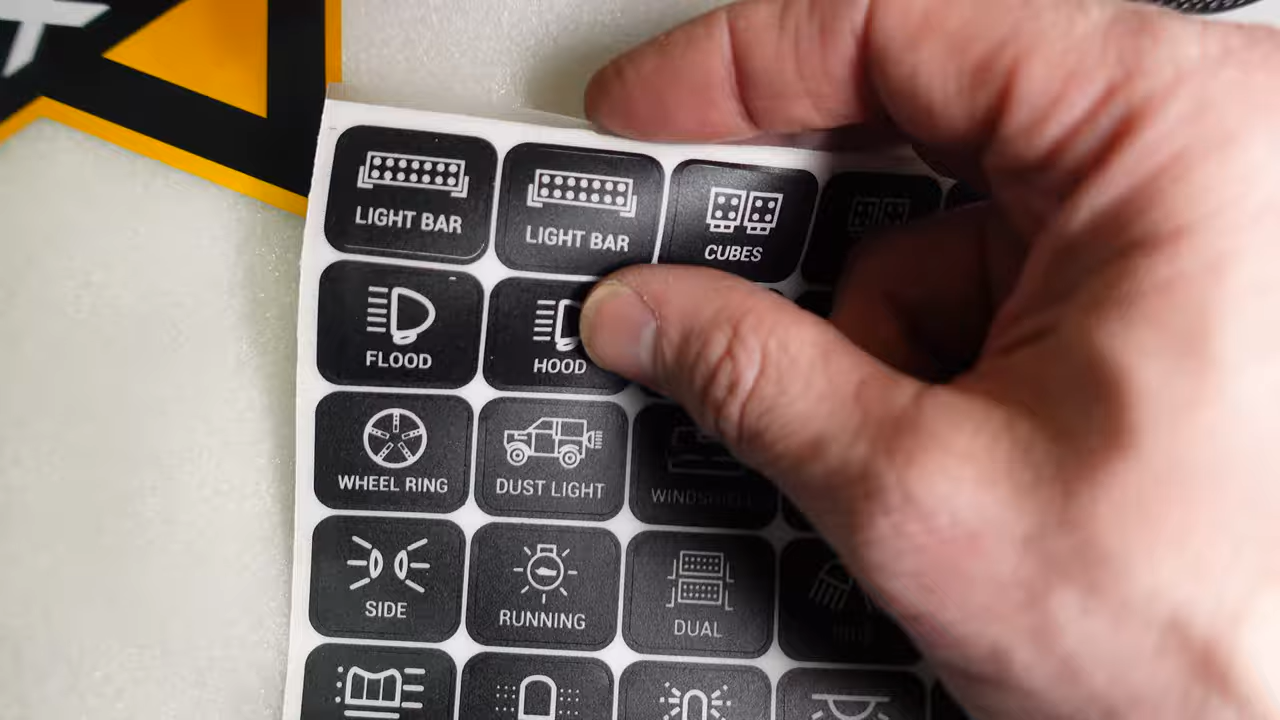 LIGHT BAR
LIGHT BAR
CUBES
FLOOD
HOOD
WHEEL RING
DUST LIGHT
SIDE
RUNNING
DUAL